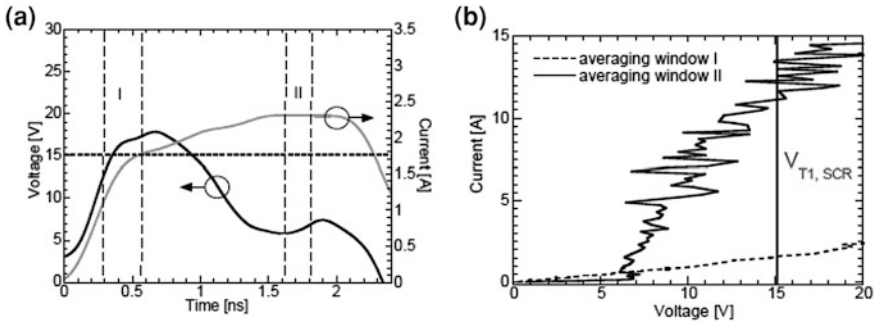 (a)
30
25
20
15
10
5
0
Voltage [V]
I
II
3.5
3
2.5
2
1.5
1
0.5
0
Current [A]
0
0.5
1
1.5
2
Time [ns]
(b)
15
10
5
0
Current [A]
averaging window I
averaging window II
VT1, SCR
0
5
10
15
20
Voltage [V]